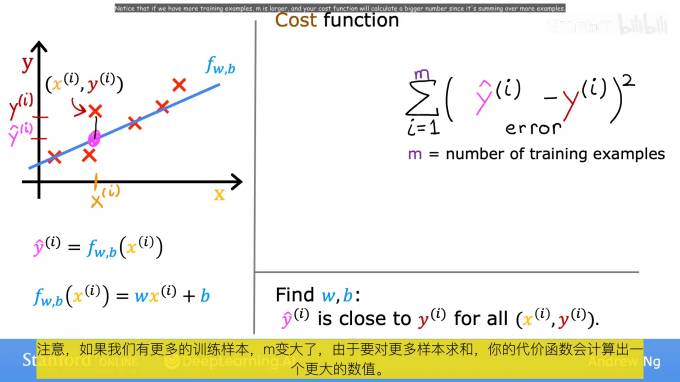 Notice that if we have more training examples, m is larger, and your cost function will calculate a bigger number since it's summing over more examples.
bilibili
Cost function
y
f_{w,b}
(x^{(i)}, y^{(i)})
y^{(i)}
ŷ^{(i)}
x^{(i)}
x
m
∑ ( ŷ^{(i)} - y^{(i)} )^2
i=1
error
m = number of training examples
ŷ^{(i)} = f_{w,b}(x^{(i)})
f_{w,b}(x^{(i)}) = wx^{(i)} + b
Find w, b:
ŷ^{(i)} is close to y^{(i)} for all (x^{(i)}, y^{(i)}).
注意，如果我们有更多的训练样本，m变大了，由于要对更多样本求和，你的代价函数会计算出一
个更大的数值。
Stanford ONLINE
Andrew Ng